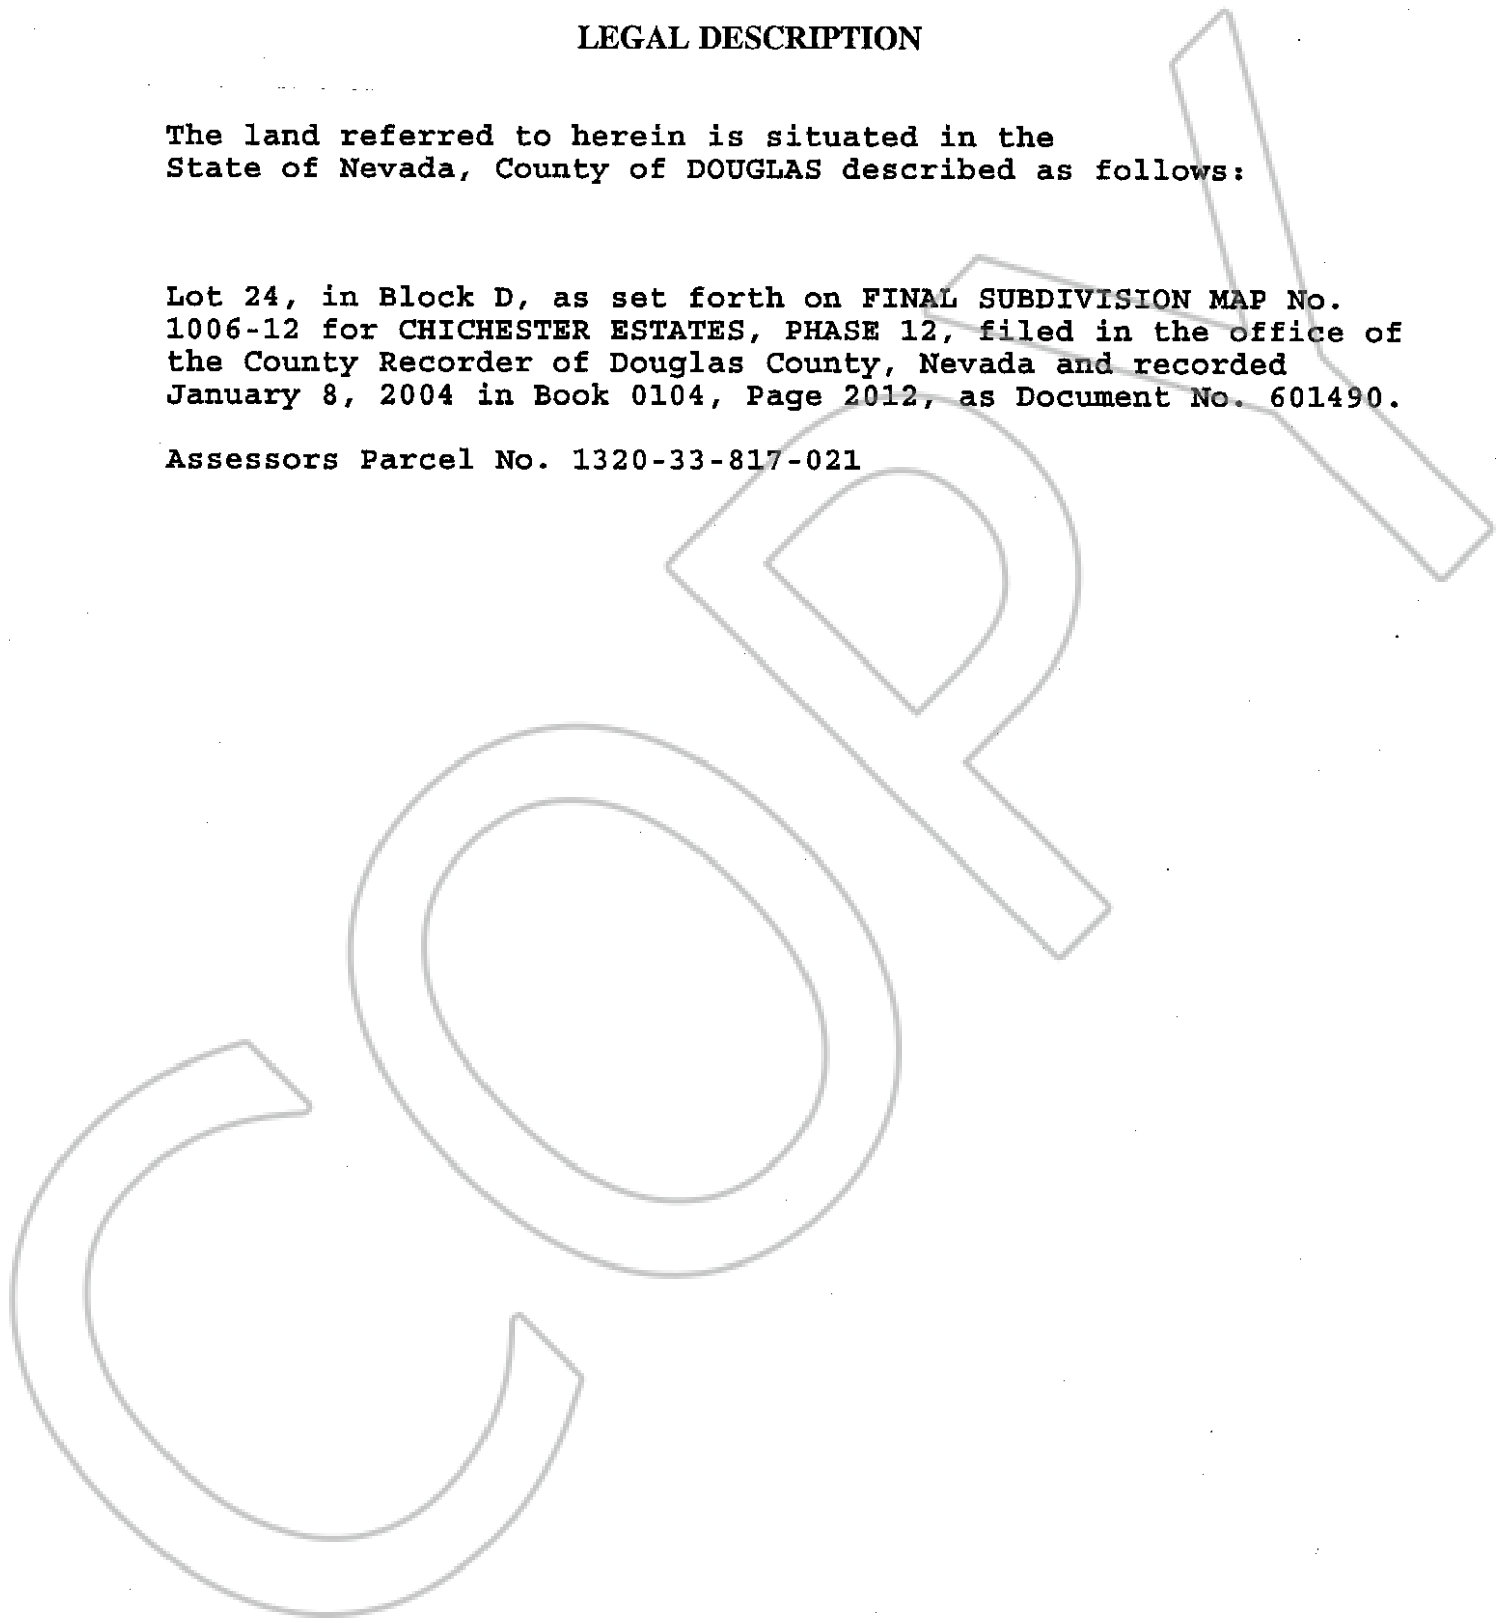 LEGAL DESCRIPTION
The land referred to herein is situated in the
State of Nevada, County of DOUGLAS described as follows:
Lot 24, in Block D, as set forth on FINAL SUBDIVISION MAP No.
1006-12 for CHICHESTER ESTATES, PHASE 12, filed in the office of
the County Recorder of Douglas County, Nevada and recorded
January 8, 2004 in Book 0104, Page 2012, as Document No. 601490.
Assessors Parcel No. 1320-33-817-021
COPY